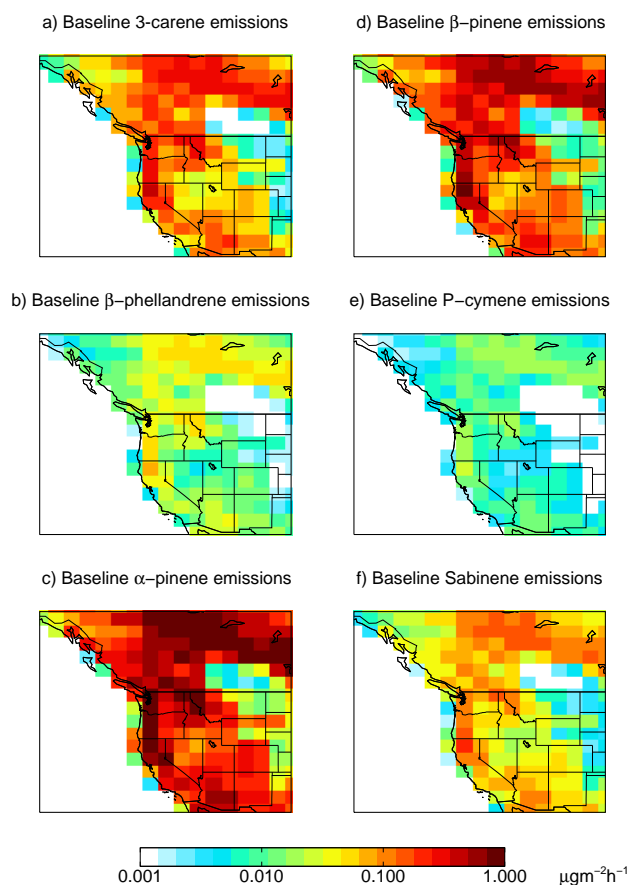 a) Baseline 3-carene emissions
d) Baseline β−pinene emissions
b) Baseline β−phellandrene emissions
e) Baseline P−cymene emissions
c) Baseline α−pinene emissions
f) Baseline Sabinene emissions
0.001 0.010 0.100 1.000 μgm⁻²h⁻¹